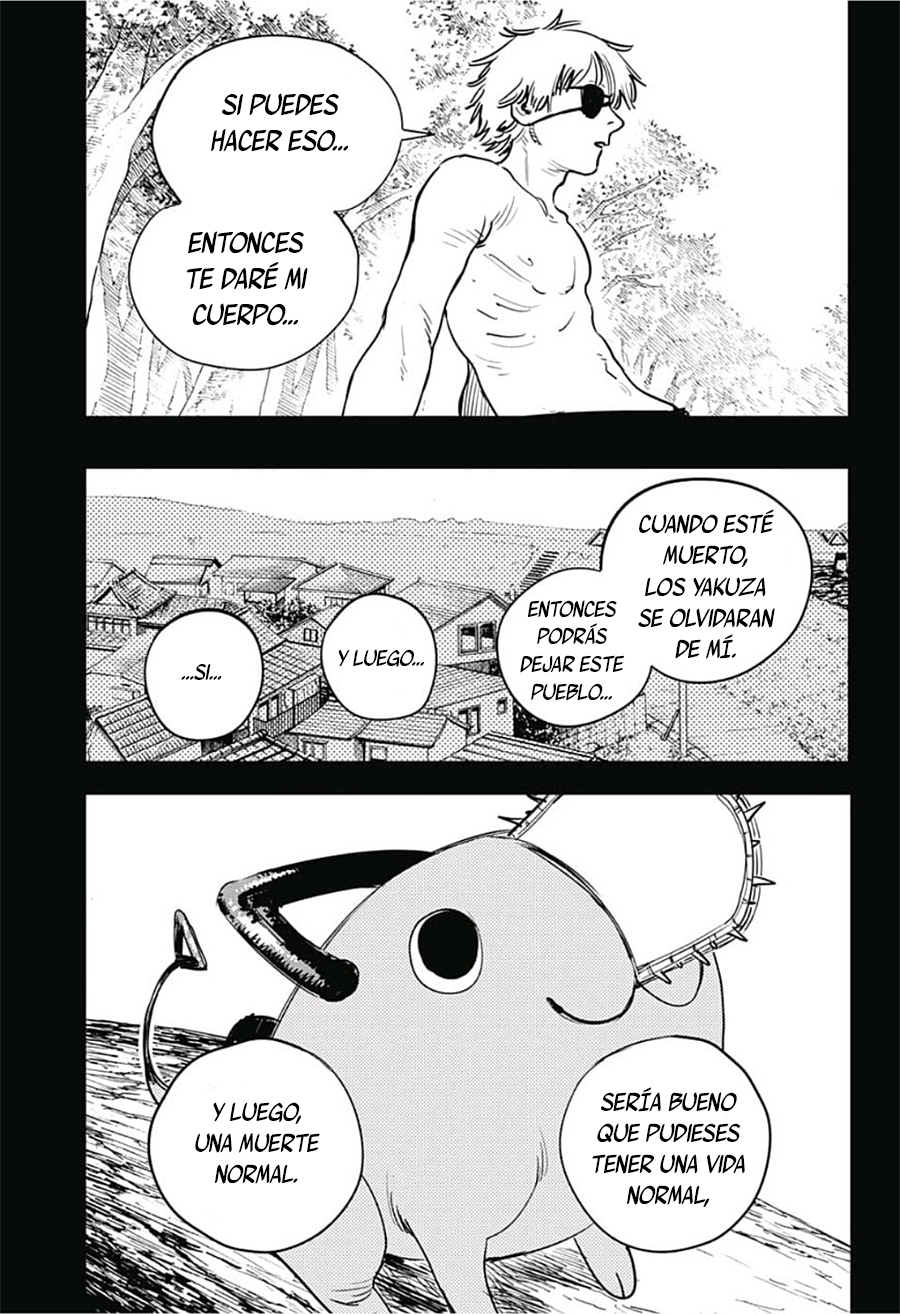 SI PUEDES
HACER ESO...
ENTONCES
TE DARÉ MI
CUERPO...
CUANDO ESTÉ
MUERTO,
LOS YAKUZA
SE OLVIDARAN
DE MÍ.
ENTONCES
PODRÁS
DEJAR ESTE
PUEBLO...
Y LUEGO...
...SI...
SERÍA BUENO
QUE PUDIESES
TENER UNA VIDA
NORMAL,
Y LUEGO,
UNA MUERTE
NORMAL.